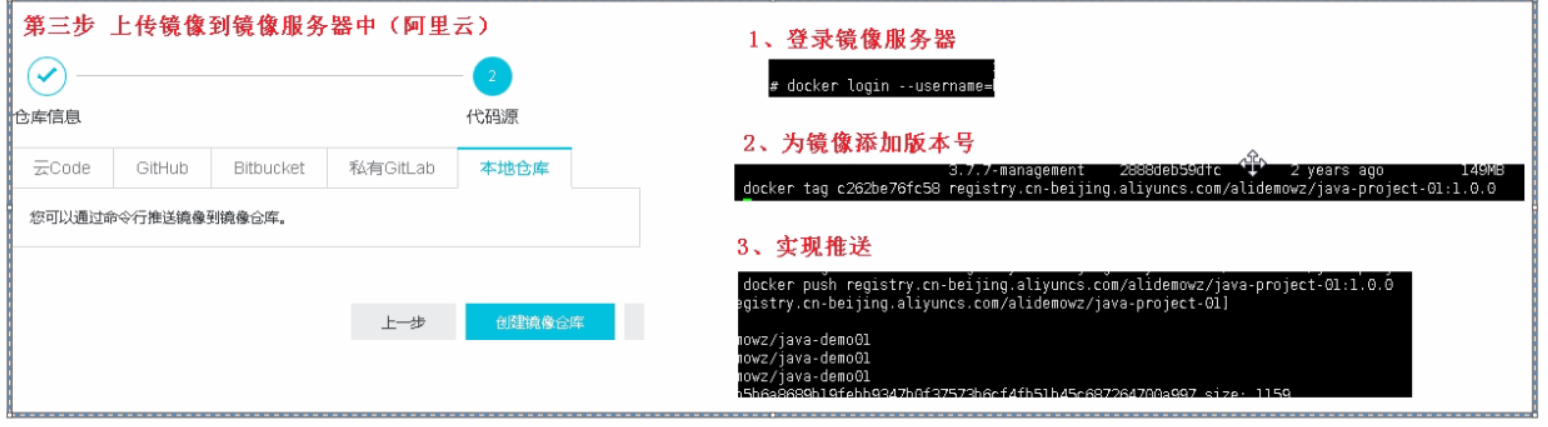 第三步 上传镜像到镜像服务器中（阿里云）
2
仓库信息
代码源
云Code
GitHub
Bitbucket
私有GitLab
本地仓库
您可以通过命令行推送镜像到镜像仓库。
上一步
创建镜像仓库
1、登录镜像服务器
# docker login --username=
2、为镜像添加版本号
3.7.7-management 2888deb59dfc 2 years ago 149MB
docker tag c262be76fc58 registry.cn-beijing.aliyuncs.com/alidemowz/java-project-01:1.0.0
3、实现推送
docker push registry.cn-beijing.aliyuncs.com/alidemowz/java-project-01:1.0.0
egistry.cn-beijing.aliyuncs.com/alidemowz/java-project-01]
mowz/java-demo01
mowz/java-demo01
mowz/java-demo01
size: 1159